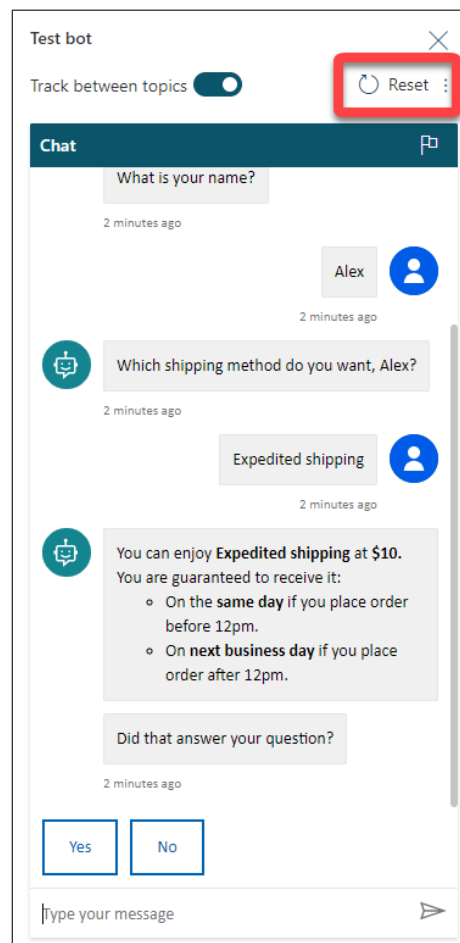 Test bot
Track between topics
Reset
Chat
What is your name?
2 minutes ago
Alex
2 minutes ago
Which shipping method do you want, Alex?
2 minutes ago
Expedited shipping
2 minutes ago
You can enjoy Expedited shipping at $10.
You are guaranteed to receive it:
On the same day if you place order
before 12pm.
On next business day if you place
order after 12pm.
Did that answer your question?
2 minutes ago
Yes No
Type your message